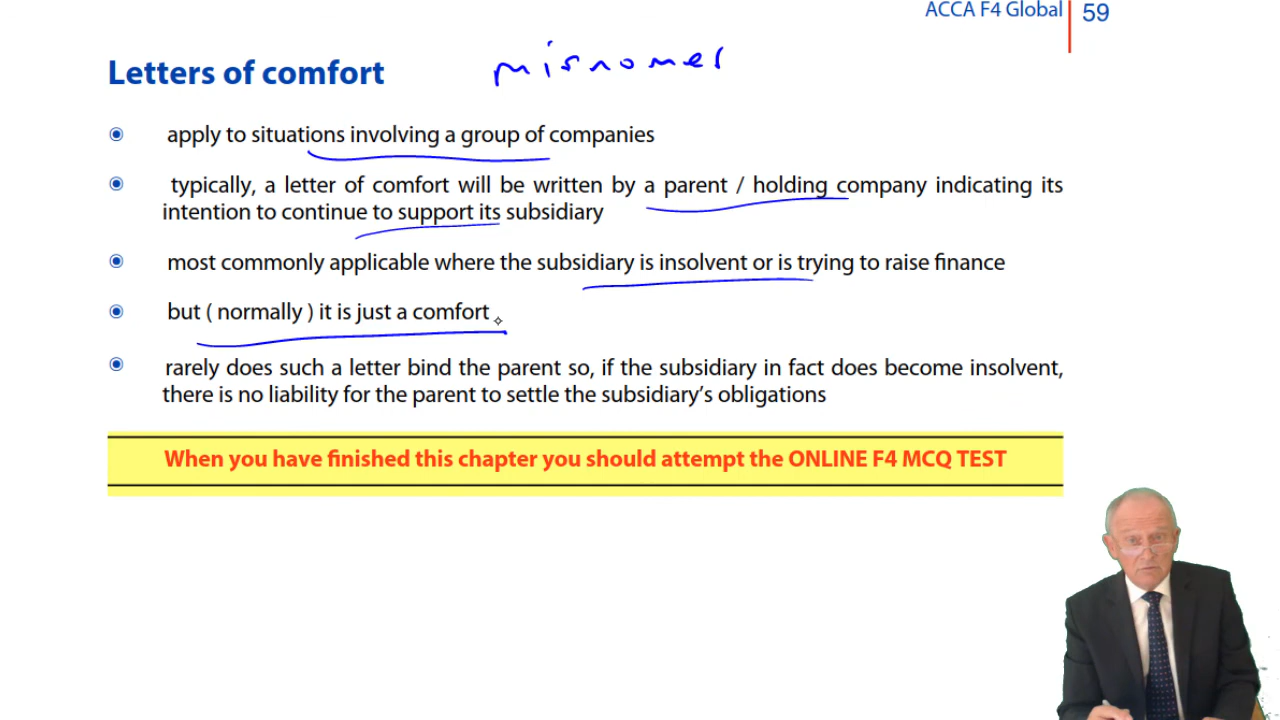 ACCA F4 Global 59
Letters of comfort misnomer
apply to situations involving a group of companies
typically, a letter of comfort will be written by a parent / holding company indicating its
intention to continue to support its subsidiary
most commonly applicable where the subsidiary is insolvent or is trying to raise finance
but ( normally ) it is just a comfort
rarely does such a letter bind the parent so, if the subsidiary in fact does become insolvent,
there is no liability for the parent to settle the subsidiary's obligations
When you have finished this chapter you should attempt the ONLINE F4 MCQ TEST